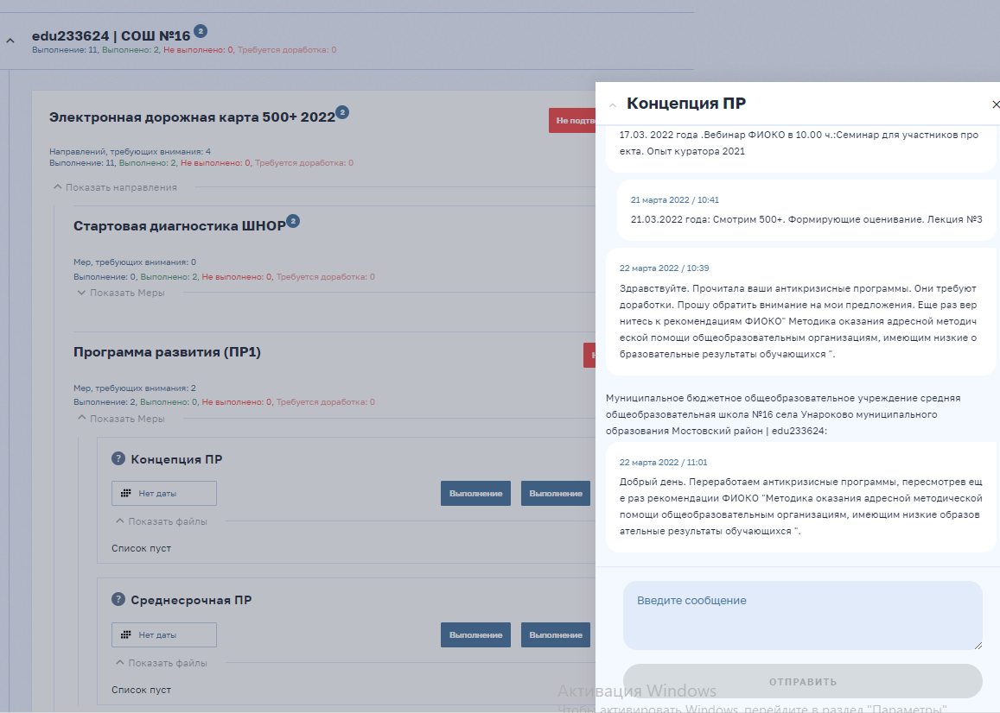 edu233624 | СОШ №16 2
Выполнение: 11, Выполнено: 2, Не выполнено: 0, Требуется доработка: 0
Электронная дорожная карта 500+ 2022 2
Не подтве
Направлений, требующих внимания: 4
Выполнение: 11, Выполнено: 2, Не выполнено: 0, Требуется доработка: 0
Показать направления
Стартовая диагностика ШНОР 2
Мер, требующих внимания: 0
Выполнение: 0, Выполнено: 2, Не выполнено: 0, Требуется доработка: 0
Показать Меры
Программа развития (ПР1)
Н
Мер, требующих внимания: 2
Выполнение: 2, Выполнено: 0, Не выполнено: 0, Требуется доработка: 0
Показать Меры
? Концепция ПР
Нет даты
Выполнение Выполнение
Показать файлы
Список пуст
? Среднесрочная ПР
Нет даты
Выполнение Выполнение
Показать файлы
Список пуст
Концепция ПР
17.03. 2022 года .Вебинар ФИОКО в 10.00 ч.:Семинар для участников про
екта. Опыт куратора 2021
21 марта 2022 / 10:41
21.03.2022 года: Смотрим 500+. Формирующие оценивание. Лекция №3
22 марта 2022 / 10:39
Здравствуйте. Прочитала ваши антикризисные программы. Они требуют
доработки. Прошу обратить внимание на мои предложения. Еще раз вер
нитесь к рекомендациям ФИОКО" Методика оказания адресной методич
еской помощи общеобразовательным организациям, имеющим низкие о
бразовательные результаты обучающихся ".
Муниципальное бюджетное общеобразовательное учреждение средняя
общеобразовательная школа №16 села Унароково муниципального
образования Мостовский район | edu233624:
22 марта 2022 / 11:01
Добрый день. Переработаем антикризисные программы, пересмотрев ещ
е раз рекомендации ФИОКО "Методика оказания адресной методической
помощи общеобразовательным организациям, имеющим низкие образов
ательные результаты обучающихся ".
Введите сообщение
ОТПРАВИТЬ
Активация Windows
Чтобы активировать Windows, перейдите в раздел "Параметры".